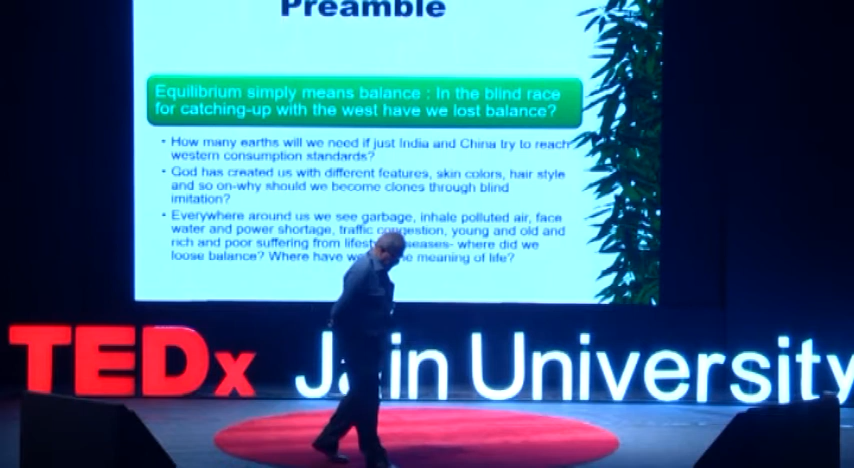 Preamble
Equilibrium simply means balance : In the blind race
for catching-up with the west have we lost balance?
• How many earths will we need if just India and China try to reach
western consumption standards?
• God has created us with different features, skin colors, hair style
and so on-why should we become clones through blind
imitation?
• Everywhere around us we see garbage, inhale polluted air, face
water and power shortage, traffic congestion, young and old and
rich and poor suffering from lifesty seases- where did we
loose balance? Where have we e meaning of life?
TEDx Jain University